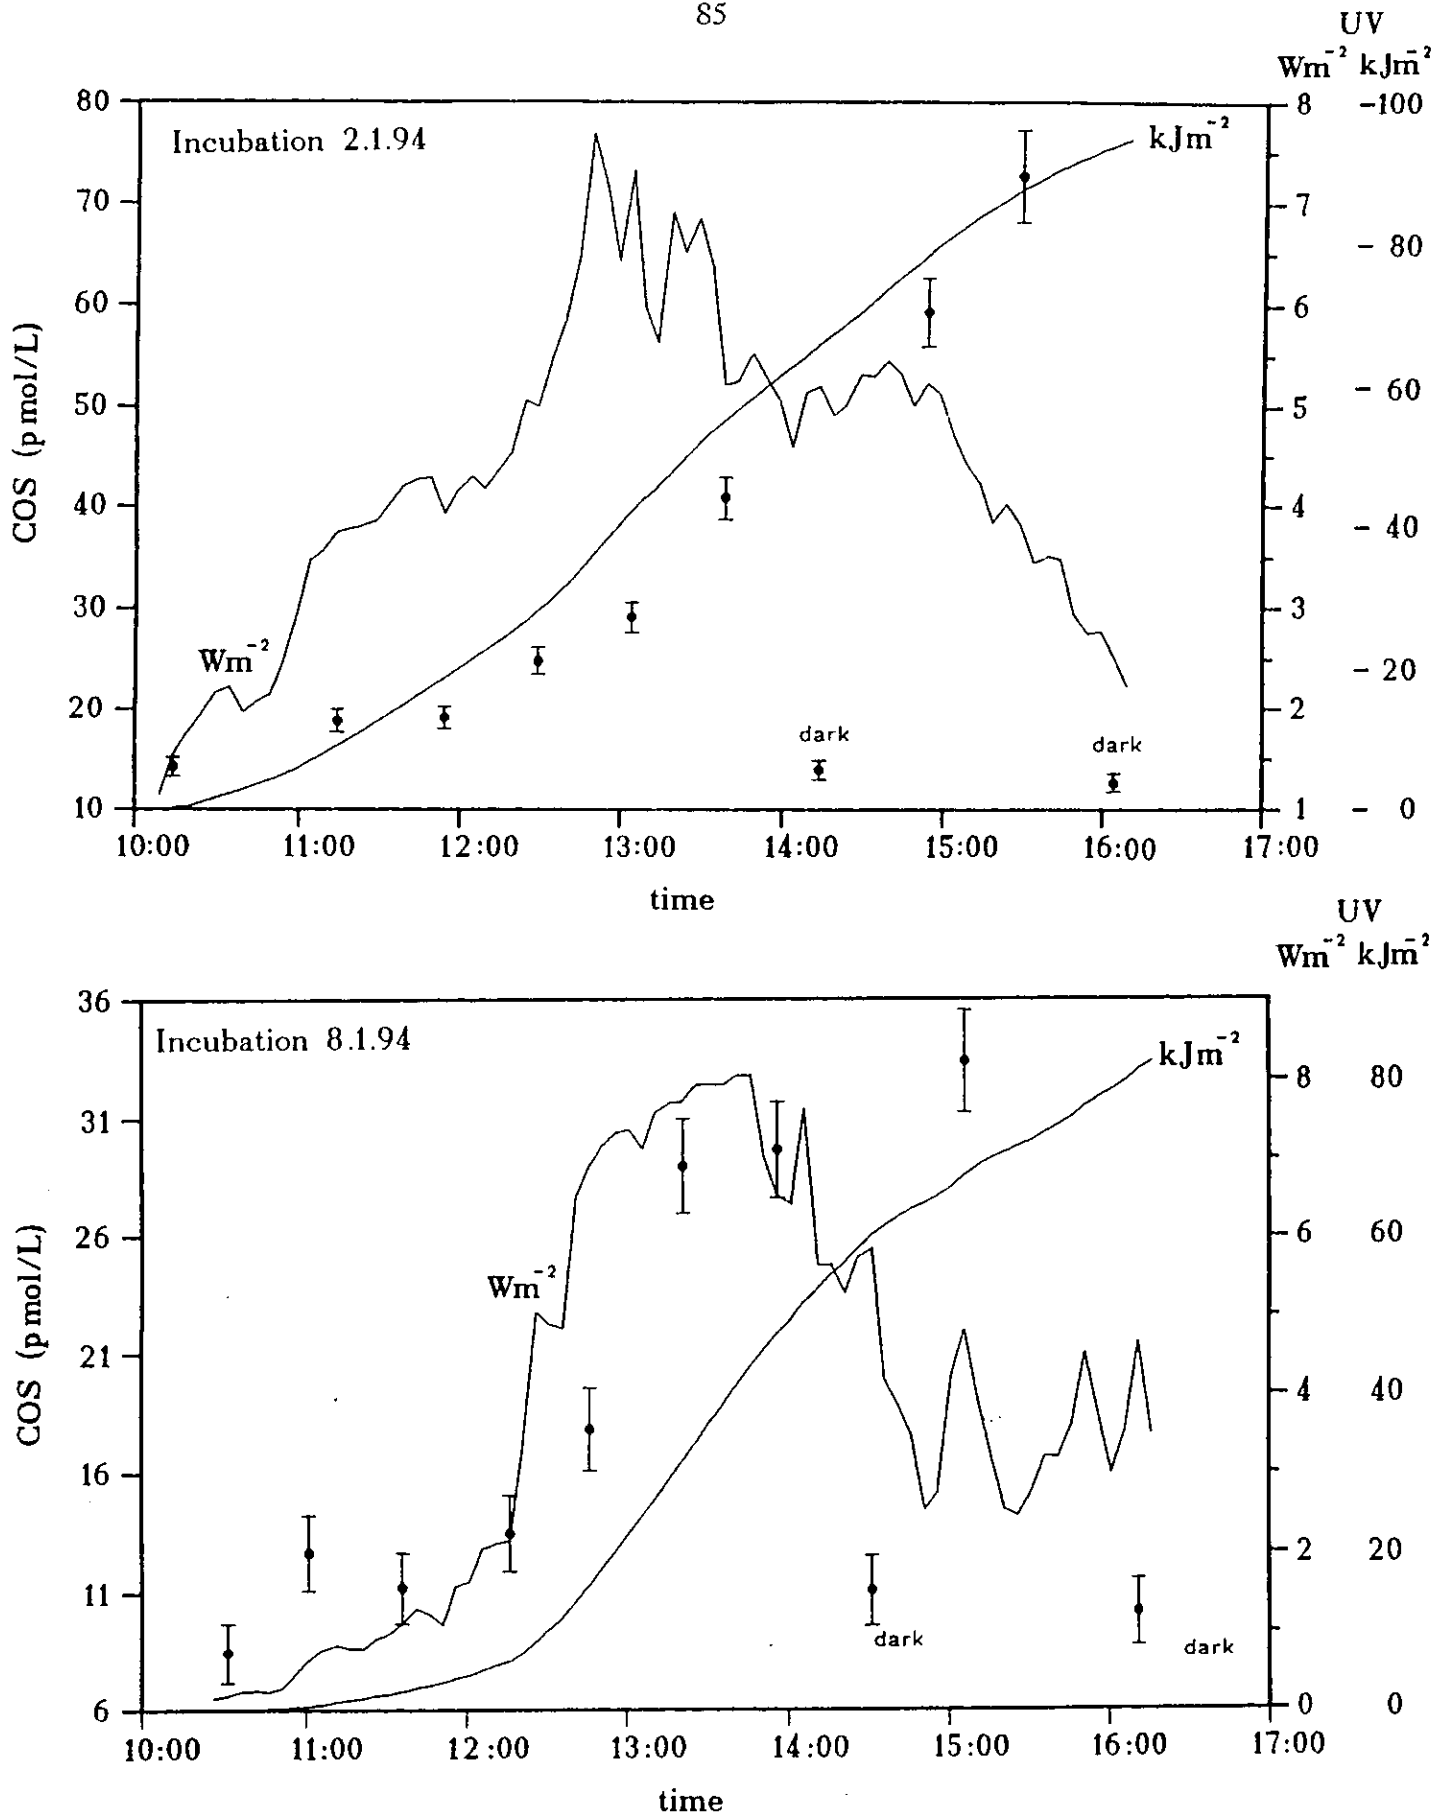 85
UV
Wm⁻² kJm⁻²
80 8 -100
Incubation 2.1.94 kJm⁻²
70 7
- 80
60 6
COS (pmol/L)
50 5 - 60
40 4 - 40
30 3
Wm⁻²
- 20
20 2
dark dark
10 1 - 0
10:00 11:00 12:00 13:00 14:00 15:00 16:00 17:00
time
UV
Wm⁻² kJm⁻²
36
Incubation 8.1.94 kJm⁻²
8 80
31
26 6 60
Wm⁻²
COS (pmol/L)
21
4 40
16
2 20
11
dark dark
6 0 0
10:00 11:00 12:00 13:00 14:00 15:00 16:00 17:00
time